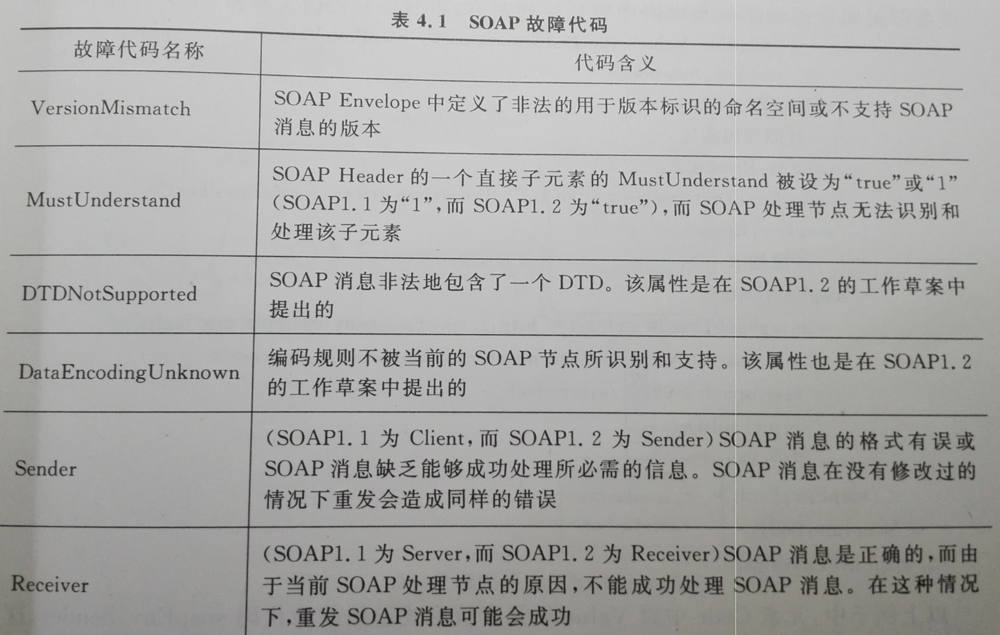 表 4.1 SOAP 故障代码
故障代码名称
代码含义
VersionMismatch
SOAP Envelope 中定义了非法的用于版本标识的命名空间或不支持 SOAP
消息的版本
MustUnderstand
SOAP Header 的一个直接子元素的 MustUnderstand 被设为“true”或“1”
(SOAP1.1 为“1”,而 SOAP1.2 为“true”),而 SOAP 处理节点无法识别和
处理该子元素
DTDNotSupported
SOAP 消息非法地包含了一个 DTD。该属性是在 SOAP1.2 的工作草案中
提出的
DataEncodingUnknown
编码规则不被当前的 SOAP 节点所识别和支持。该属性也是在 SOAP1.2
的工作草案中提出的
Sender
(SOAP1.1 为 Client,而 SOAP1.2 为 Sender)SOAP 消息的格式有误或
SOAP 消息缺乏能够成功处理所必需的信息。SOAP 消息在没有修改过的
情况下重发会造成同样的错误
Receiver
(SOAP1.1 为 Server,而 SOAP1.2 为 Receiver)SOAP 消息是正确的,而由
于当前 SOAP 处理节点的原因,不能成功处理 SOAP 消息。在这种情况
下,重发 SOAP 消息可能会成功